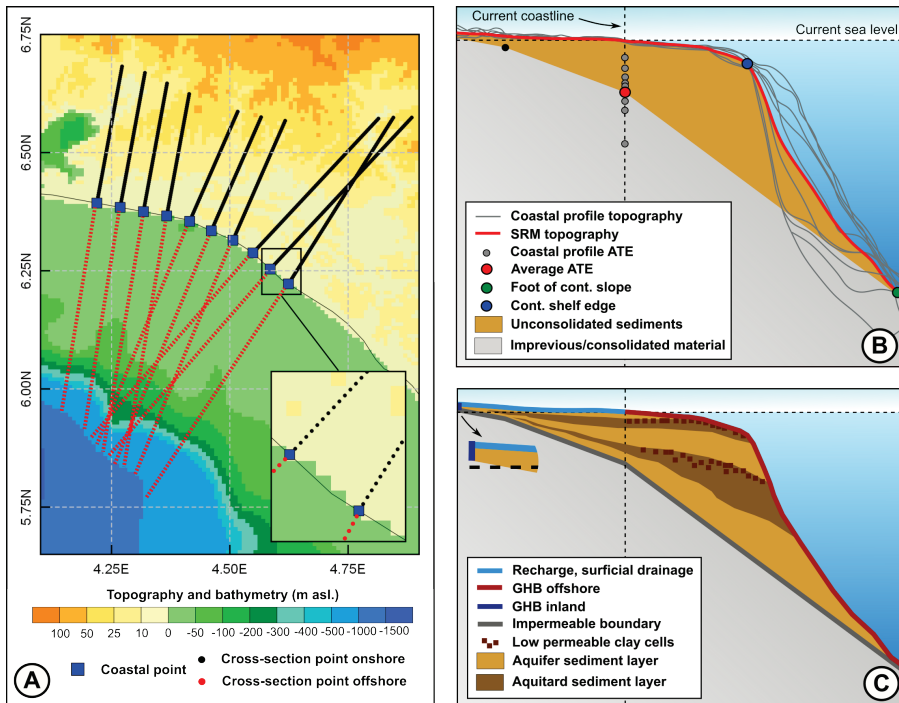 6.75N
6.50N
6.25N
6.00N
5.75N
4.25E
4.50E
4.75E
Topography and bathymetry (m asl.)
100 50 25 10 0 -50 -100 -200 -300 -400 -500 -1000 -1500
A
Coastal point
Cross-section point onshore
Cross-section point offshore
Current coastline
Current sea level
Coastal profile topography
SRM topography
Coastal profile ATE
Average ATE
Foot of cont. slope
Cont. shelf edge
Unconsolidated sediments
Imprevious/consolidated material
B
Recharge, surficial drainage
GHB offshore
GHB inland
Impermeable boundary
Low permeable clay cells
Aquifer sediment layer
Aquitard sediment layer
C